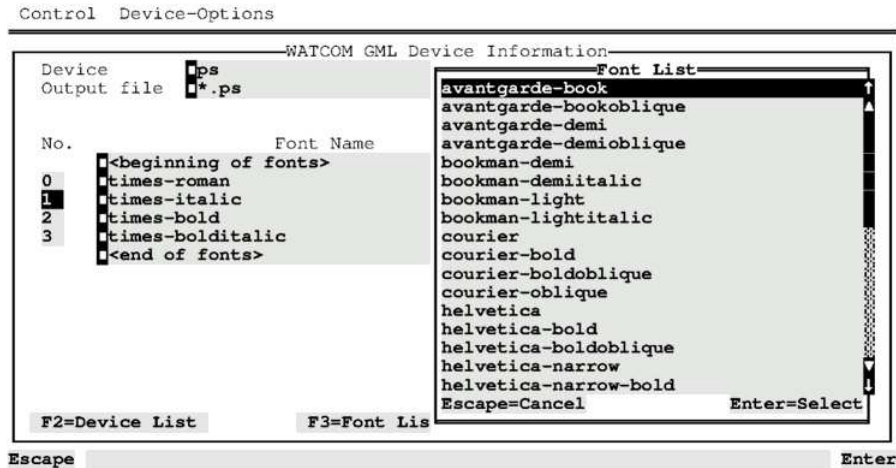 Control  Device-Options
WATCOM GML Device Information
Device ps
Output file *.ps
No. Font Name
<beginning of fonts>
0 times-roman
1 times-italic
2 times-bold
3 times-bolditalic
<end of fonts>
F2=Device List F3=Font Lis
Font List
avantgarde-book
avantgarde-bookoblique
avantgarde-demi
avantgarde-demioblique
bookman-demi
bookman-demiitalic
bookman-light
bookman-lightitalic
courier
courier-bold
courier-boldoblique
courier-oblique
helvetica
helvetica-bold
helvetica-boldoblique
helvetica-narrow
helvetica-narrow-bold
Escape=Cancel Enter=Select
Escape Enter